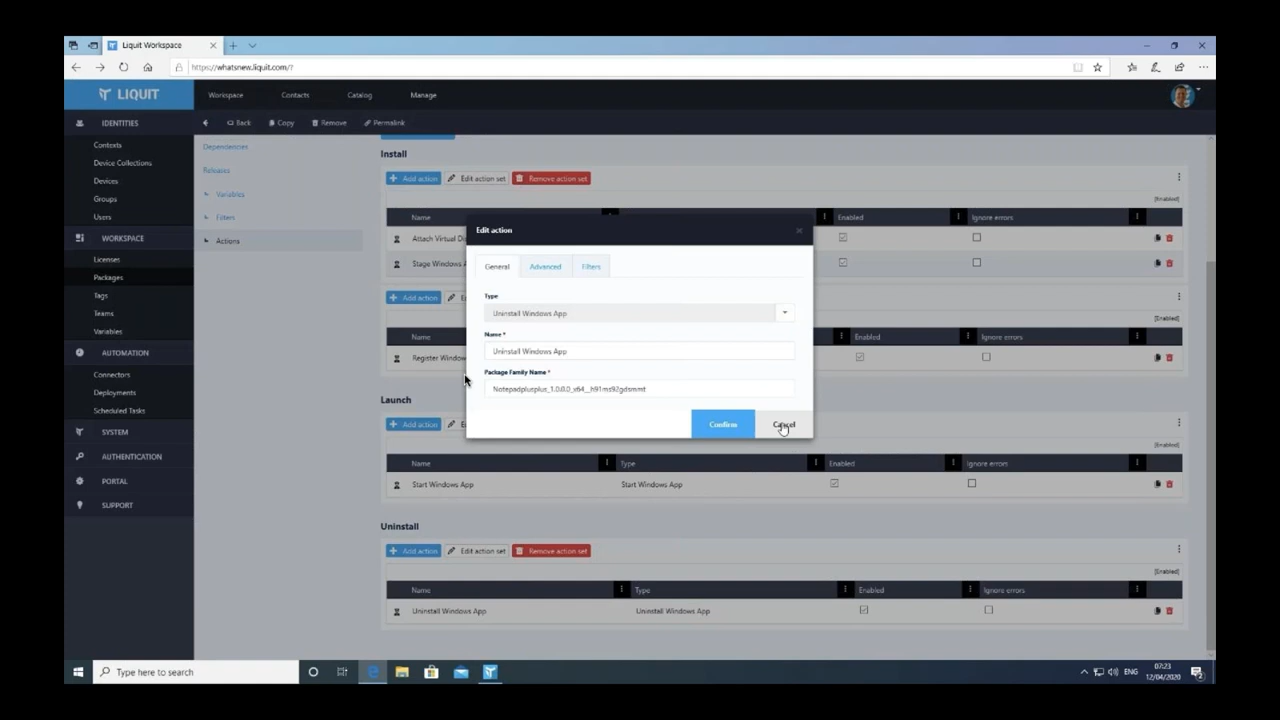 Liquit Workspace
https://whatsnew.liquit.com/?
LIQUIT
Workspace Contacts Catalog Manage
IDENTITIES
Back Copy Remove Permalink
Contexts
Device Collections
Devices
Groups
Users
WORKSPACE
Licenses
Packages
Tags
Teams
Variables
AUTOMATION
Connectors
Deployments
Scheduled Tasks
SYSTEM
AUTHENTICATION
PORTAL
SUPPORT
Dependencies
Releases
Variables
Filters
Actions
Install
Add action Edit action set Remove action set
[Enabled]
Name Enabled Ignore errors
Attach Virtual
Stage Windows
Add action
[Enabled]
Name Enabled Ignore errors
Register Window
Edit action
General Advanced Filters
Type
Uninstall Windows App
Name *
Uninstall Windows App
Package Family Name *
Notepadplusplus_1.0.0.0_x64__h91ms92gdsmmt
Confirm Cancel
Launch
Add action
[Enabled]
Name Type Enabled Ignore errors
Start Windows App Start Windows App
Uninstall
Add action Edit action set Remove action set
[Enabled]
Name Type Enabled Ignore errors
Uninstall Windows App Uninstall Windows App
Type here to search
ENG
07:23
12/04/2020